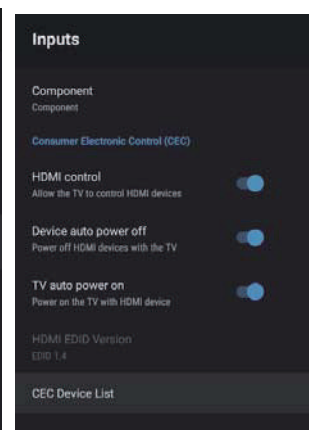 Inputs
Component
Component
Consumer Electronic Control (CEC)
HDMI control
Allow the TV to control HDMI devices
Device auto power off
Power off HDMI devices with the TV
TV auto power on
Power on the TV with HDMI device
HDMI EDID Version
EDID 1.4
CEC Device List